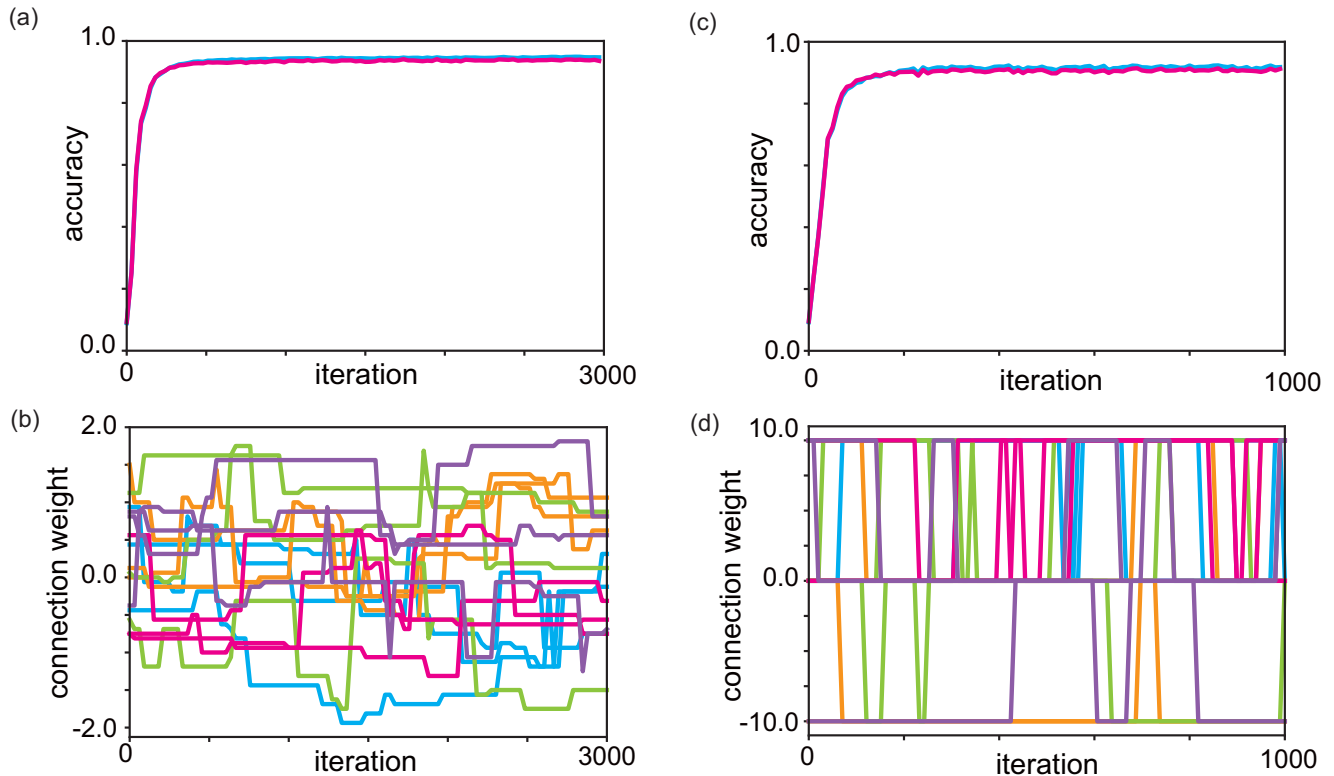 (a)
1.0
accuracy
0.0
0
iteration
3000
(b)
2.0
connection weight
0.0
-2.0
0
iteration
3000
(c)
1.0
accuracy
0.0
0
iteration
1000
(d)
10.0
connection weight
0.0
-10.0
0
iteration
1000